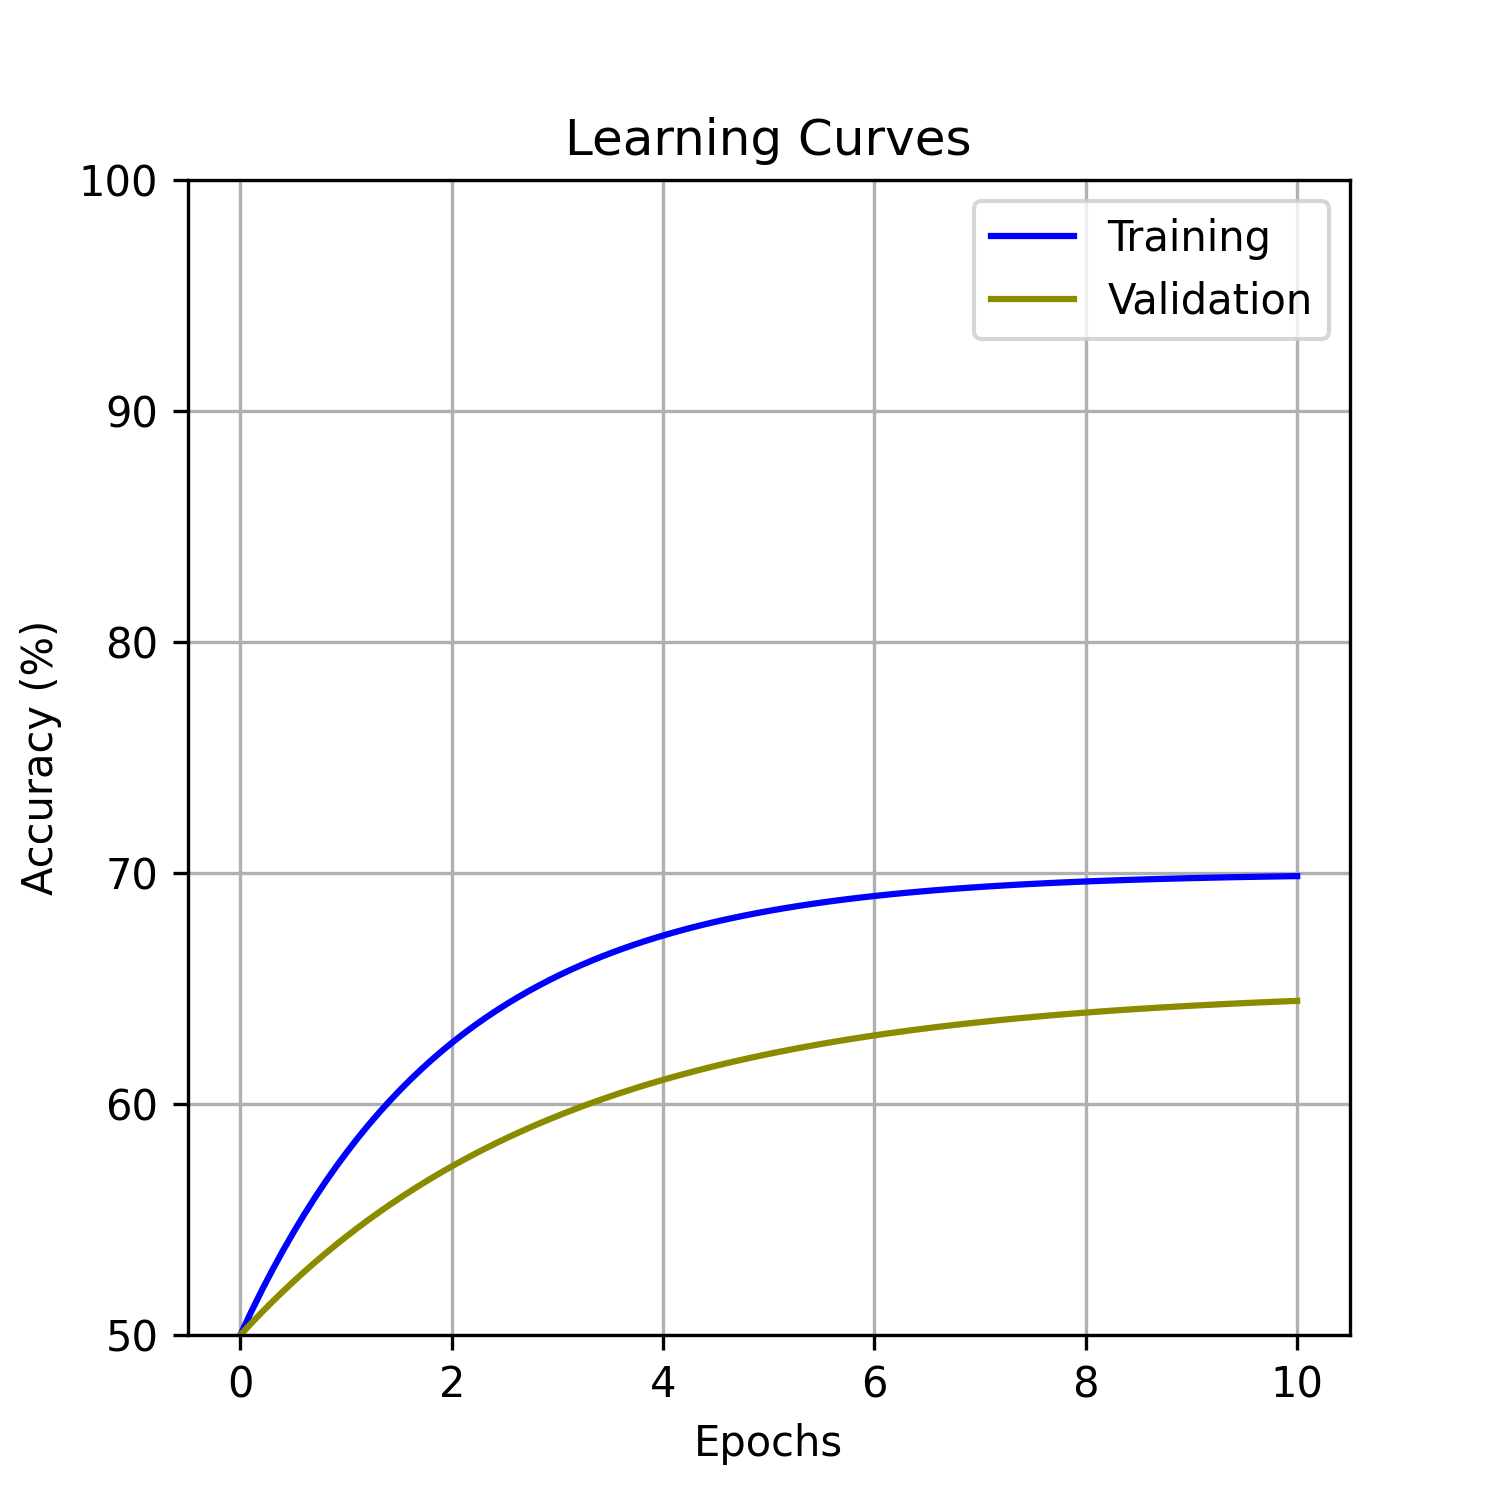 Learning Curves
100
90
80
70
60
50
Accuracy (%)
Training
Validation
0 2 4 6 8 10
Epochs